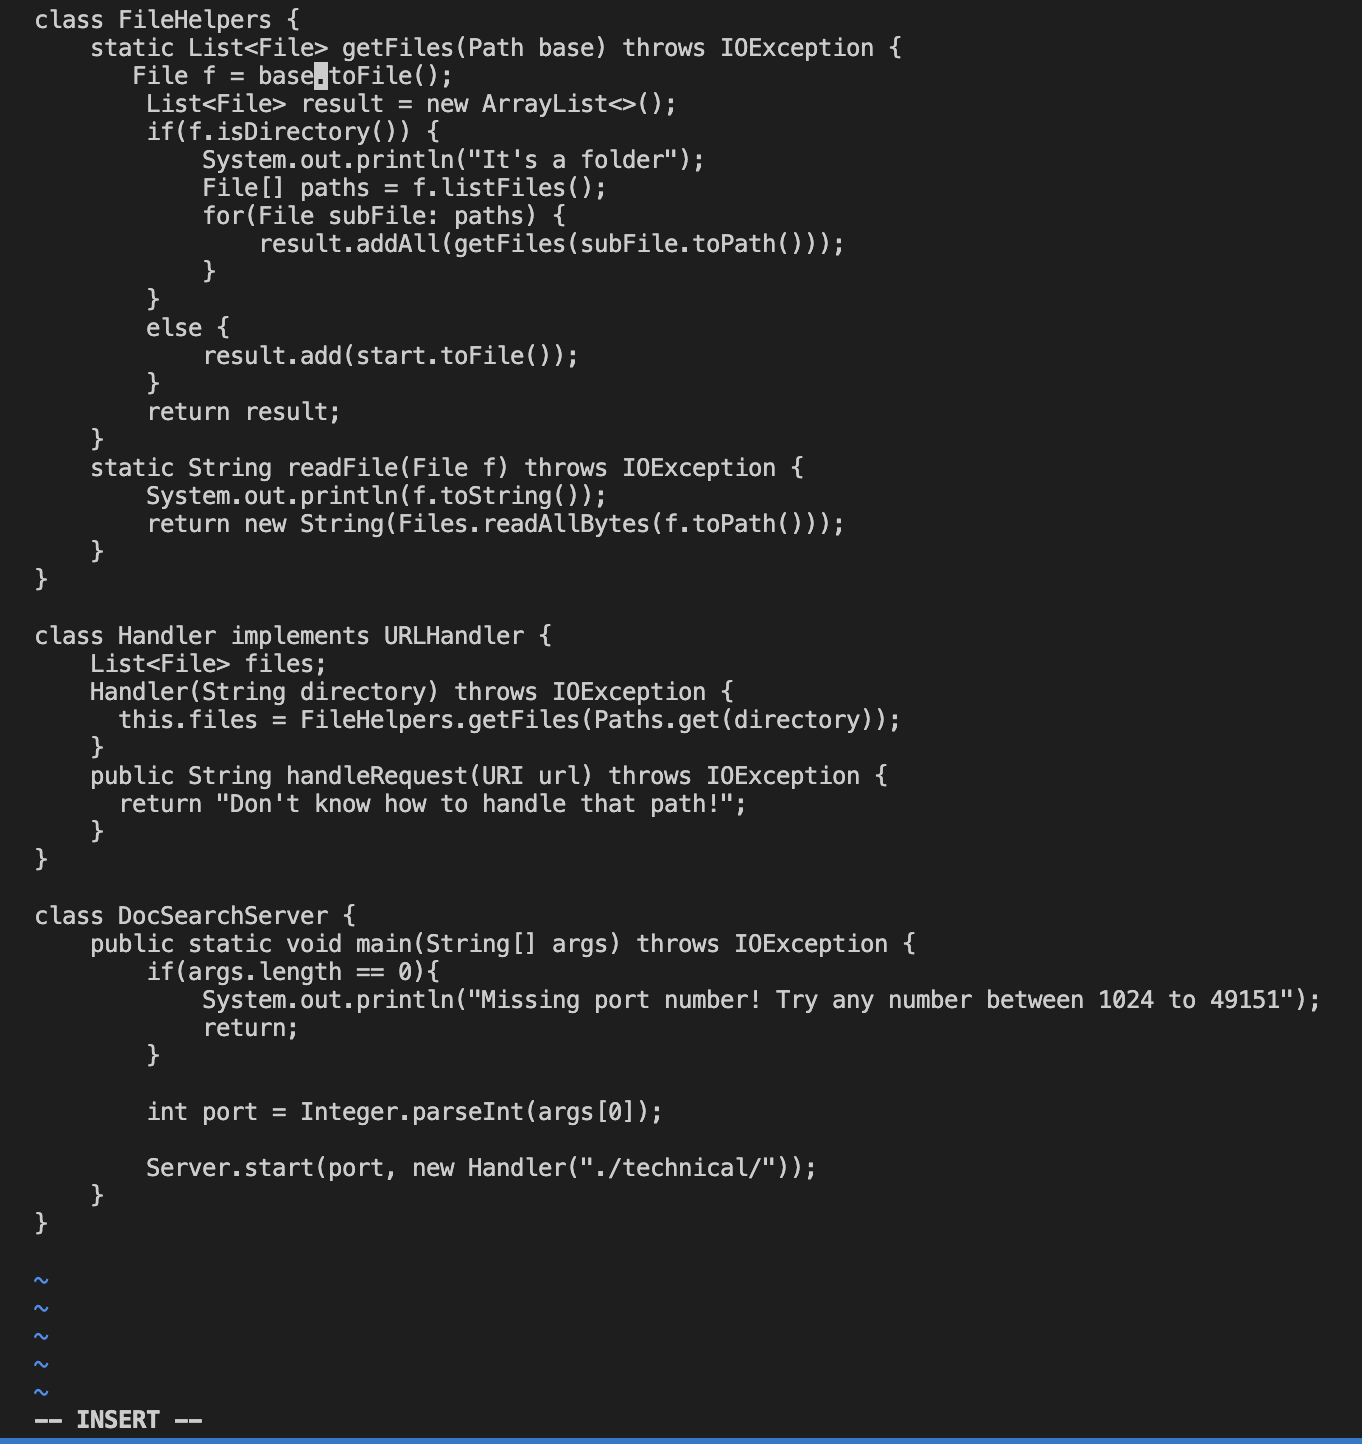 class FileHelpers {
    static List<File> getFiles(Path base) throws IOException {
       File f = base.toFile();
        List<File> result = new ArrayList<>();
        if(f.isDirectory()) {
            System.out.println("It's a folder");
            File[] paths = f.listFiles();
            for(File subFile: paths) {
                result.addAll(getFiles(subFile.toPath()));
            }
        }
        else {
            result.add(start.toFile());
        }
        return result;
    }
    static String readFile(File f) throws IOException {
        System.out.println(f.toString());
        return new String(Files.readAllBytes(f.toPath()));
    }
}

class Handler implements URLHandler {
    List<File> files;
    Handler(String directory) throws IOException {
      this.files = FileHelpers.getFiles(Paths.get(directory));
    }
    public String handleRequest(URI url) throws IOException {
      return "Don't know how to handle that path!";
    }
}

class DocSearchServer {
    public static void main(String[] args) throws IOException {
        if(args.length == 0){
            System.out.println("Missing port number! Try any number between 1024 to 49151");
            return;
        }

        int port = Integer.parseInt(args[0]);

        Server.start(port, new Handler("./technical/"));
    }
}

~
~
~
~
~
-- INSERT --